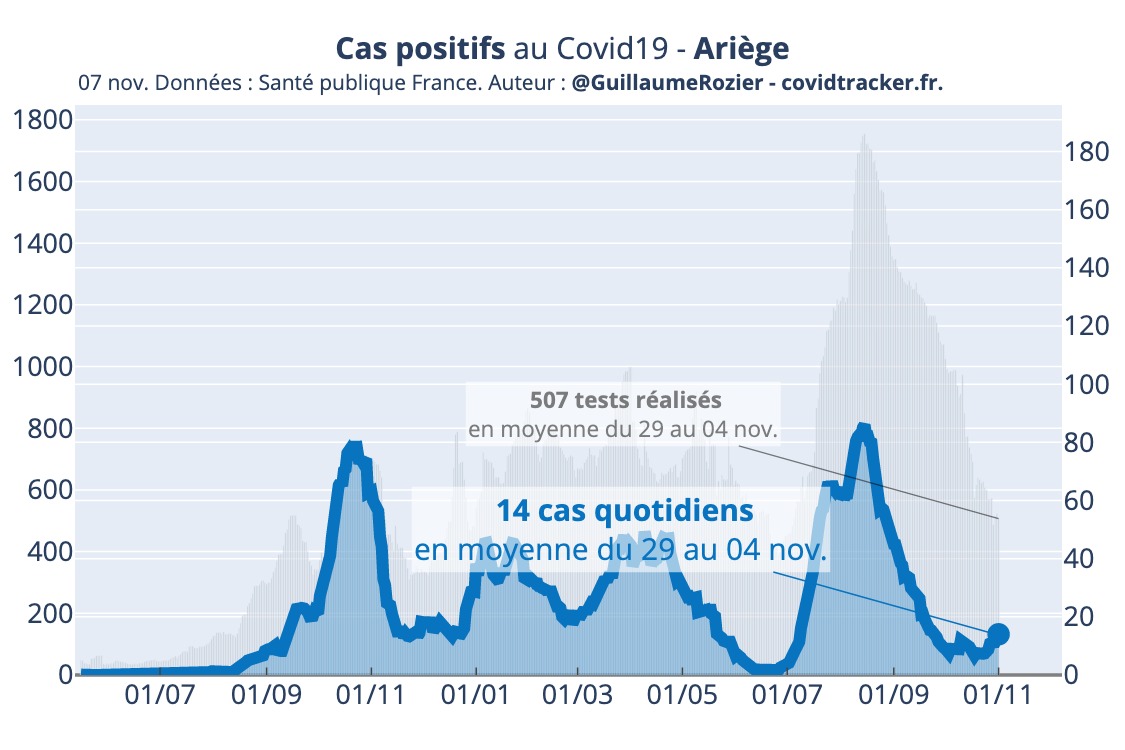 Cas positifs au Covid19 - Ariège
07 nov. Données : Santé publique France. Auteur : @GuillaumeRozier - covidtracker.fr.
1800
1600
1400
1200
1000
800
600
400
200
0
180
160
140
120
100
80
60
40
20
0
507 tests réalisés
en moyenne du 29 au 04 nov.
14 cas quotidiens
en moyenne du 29 au 04 nov.
01/07 01/09 01/11 01/01 01/03 01/05 01/07 01/09 01/11